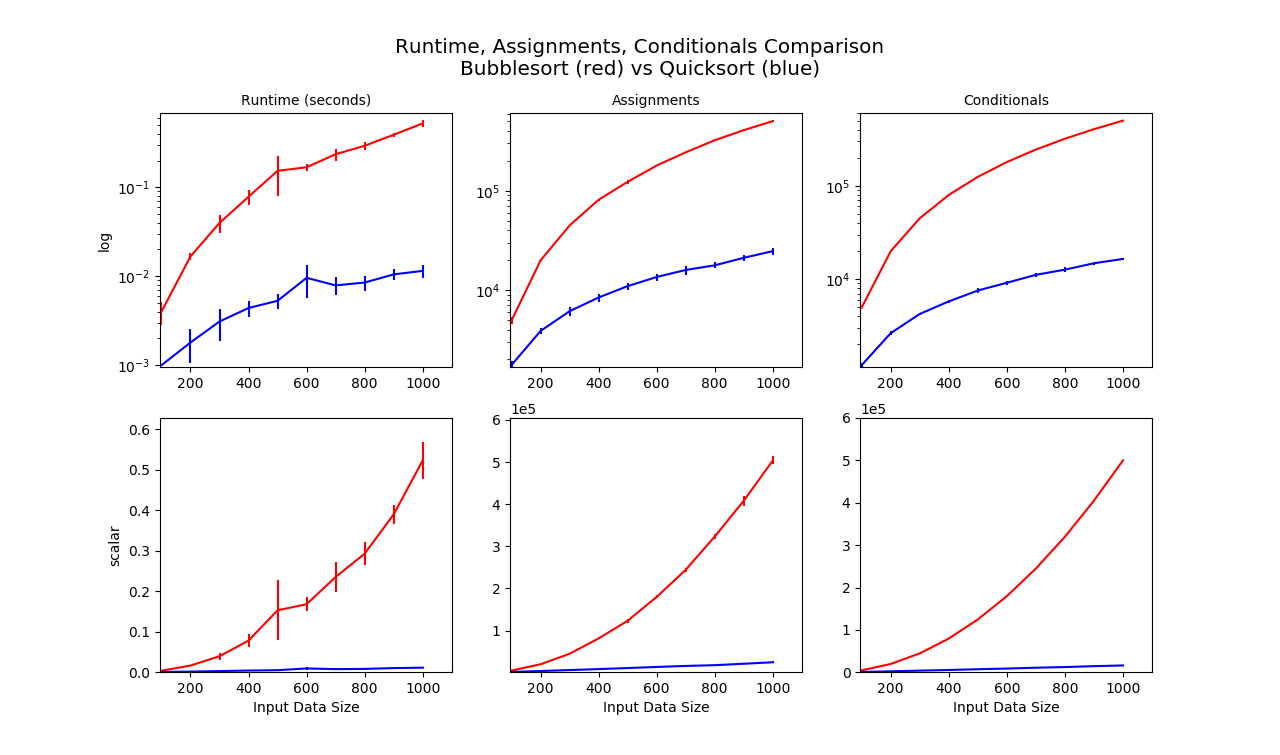 Runtime, Assignments, Conditionals Comparison
Bubblesort (red) vs Quicksort (blue)
Runtime (seconds)
Assignments
Conditionals
log
10⁻¹
10⁻²
10⁻³
10⁵
10⁴
10⁵
10⁴
200 400 600 800 1000
200 400 600 800 1000
200 400 600 800 1000
scalar
0.6
0.5
0.4
0.3
0.2
0.1
0.0
1e5
6
5
4
3
2
1
1e5
6
5
4
3
2
1
0
200 400 600 800 1000
200 400 600 800 1000
200 400 600 800 1000
Input Data Size
Input Data Size
Input Data Size